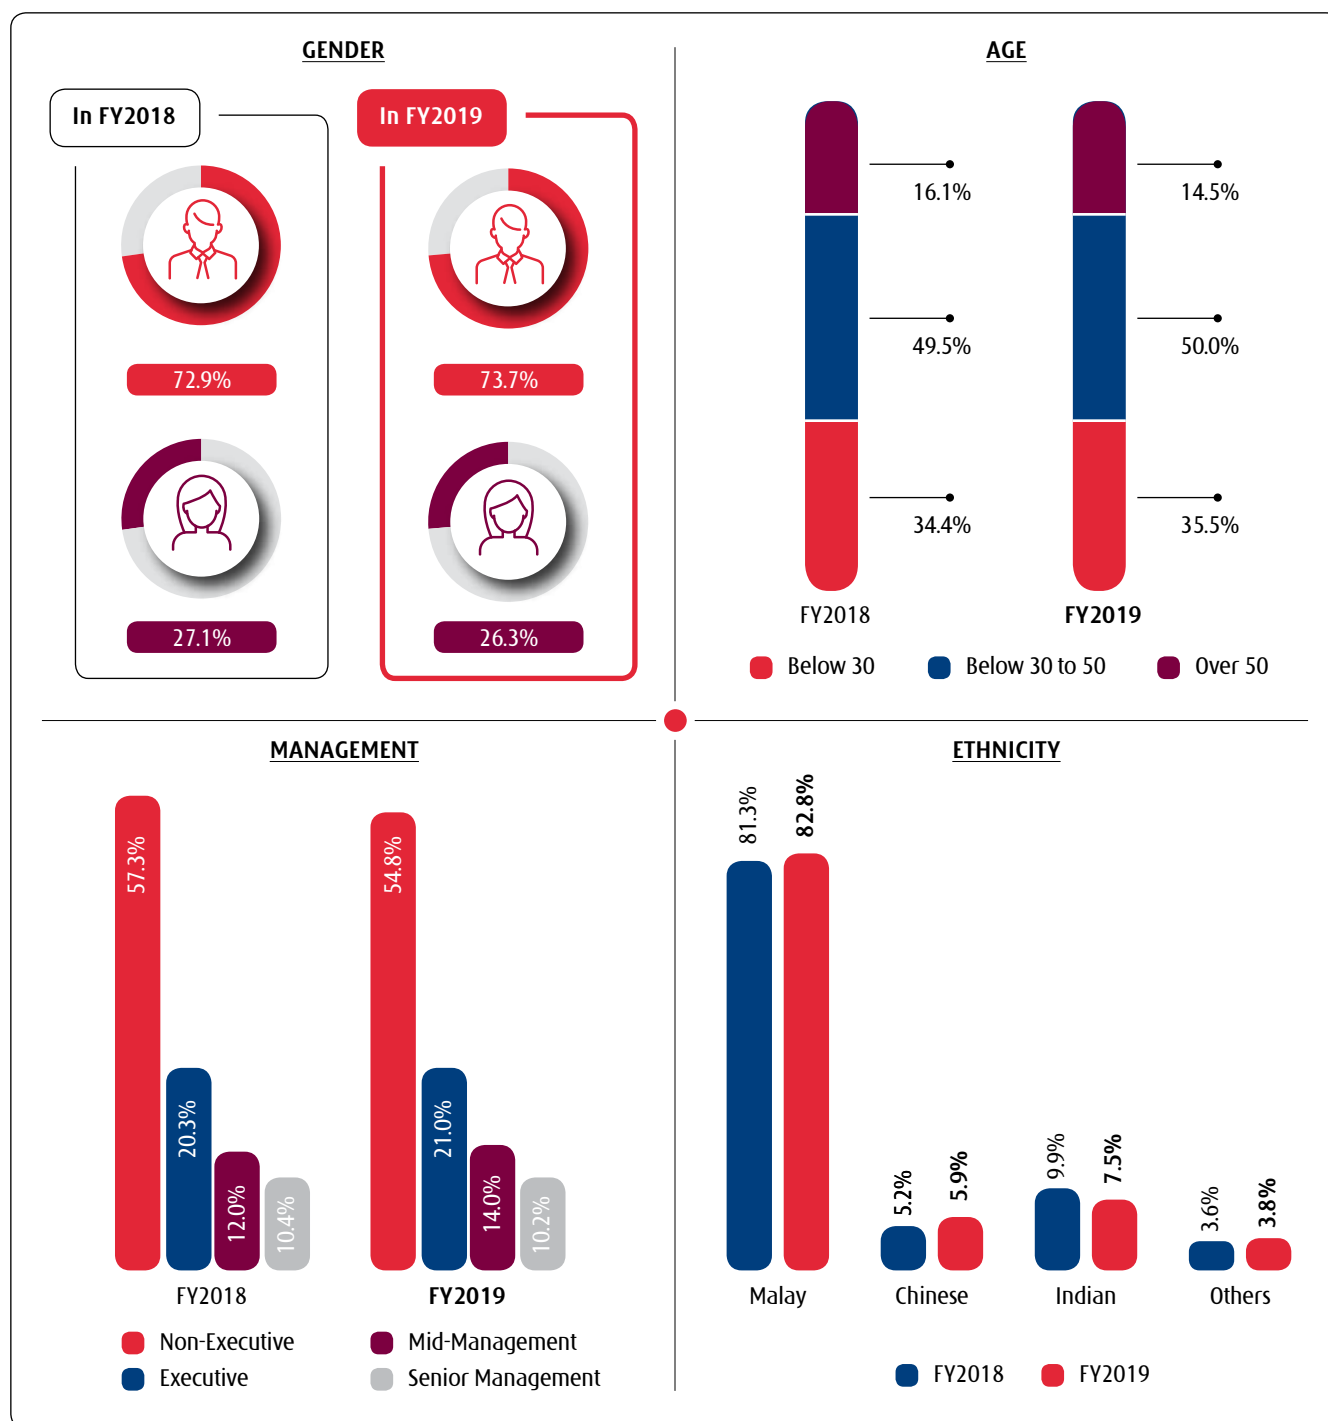 GENDER
In FY2018
In FY2019
72.9%
73.7%
27.1%
26.3%
AGE
16.1%
14.5%
49.5%
50.0%
34.4%
35.5%
FY2018
FY2019
Below 30
Below 30 to 50
Over 50
MANAGEMENT
57.3%
20.3%
12.0%
10.4%
54.8%
21.0%
14.0%
10.2%
FY2018
FY2019
Non-Executive
Mid-Management
Executive
Senior Management
ETHNICITY
81.3%
82.8%
5.2%
5.9%
9.9%
7.5%
3.6%
3.8%
Malay
Chinese
Indian
Others
FY2018
FY2019